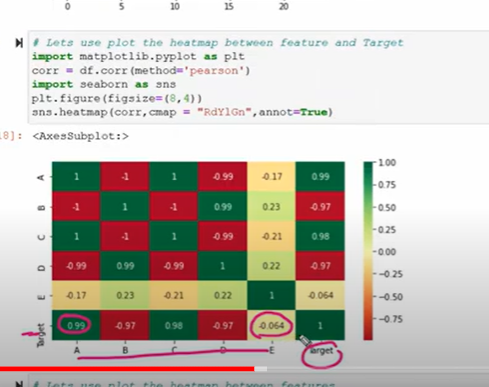 0 5 10 15 20
# Lets use plot the heatmap between feature and Target
import matplotlib.pyplot as plt
corr = df.corr(method='pearson')
import seaborn as sns
plt.figure(figsize=(8,4))
sns.heatmap(corr,cmap = "RdYlGn",annot=True)
8]: <AxesSubplot:>
A 1 -1 1 -0.99 -0.17 0.99
B -1 1 -1 0.99 0.23 -0.97
C 1 -1 1 -0.99 -0.21 0.98
D -0.99 0.99 -0.99 1 0.22 -0.97
E -0.17 0.23 -0.21 0.22 1 -0.064
Target 0.99 -0.97 0.98 -0.97 -0.064 1
A B C D E Target
1.00
0.75
0.50
0.25
0.00
-0.25
-0.50
-0.75
# Lets use plot the heatmap between features